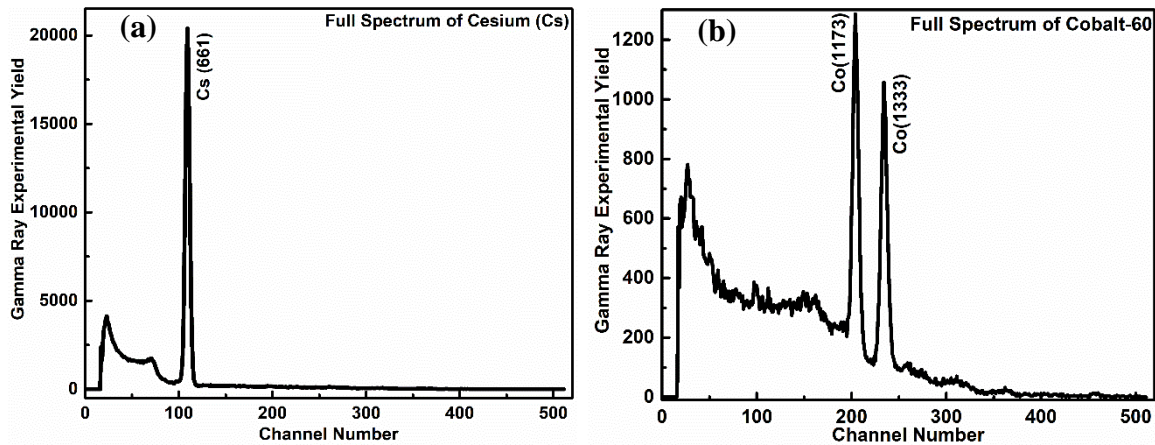 (a)
Full Spectrum of Cesium (Cs)
Cs (661)
Gamma Ray Experimental Yield
20000
15000
10000
5000
0
0 100 200 300 400 500
Channel Number
(b)
Full Spectrum of Cobalt-60
Co(1173)
Co(1333)
Gamma Ray Experimental Yield
1200
1000
800
600
400
200
0
0 100 200 300 400 500
Channel Number